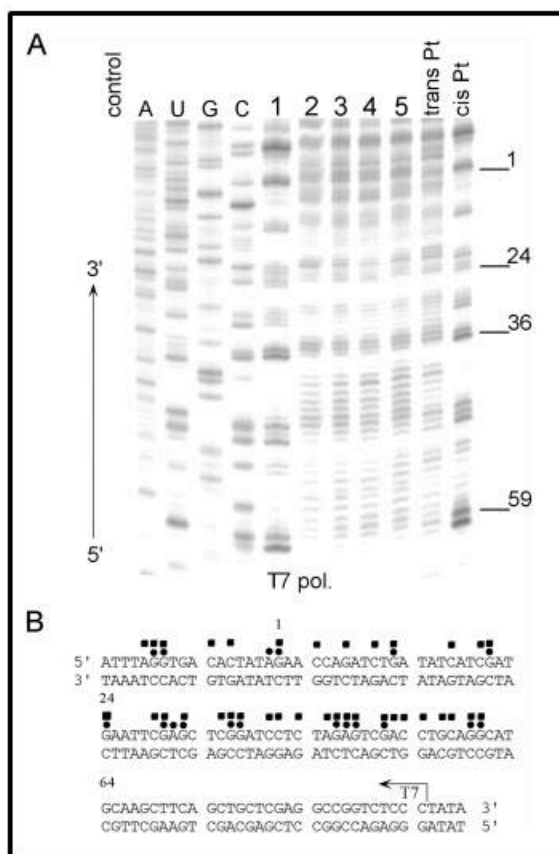 A
control
A U G C 1 2 3 4 5 trans Pt cis Pt
1
24
3'
36
59
5'
T7 pol.
B
1
5' ATTTAGGTGA CACTATAGAA CCAGATCTGA TATCATCGAT
3' TAAATCCACT GTGATATCTT GGTCTAGACT ATAGTAGCTA
24
GAATTCGAGC TCGGATCCTC TAGAGTCGAC CTGCAGGCAT
CTTAAGCTCG AGCCTAGGAG ATCTCAGCTG GACGTCCGTA
64
T7
GCAAGCTTCA GCTGCTCGAG GCCGGTCTCC CTATA 3'
CGTTCGAAGT CGACGAGCTC CGGCCAGAGG GATAT 5'